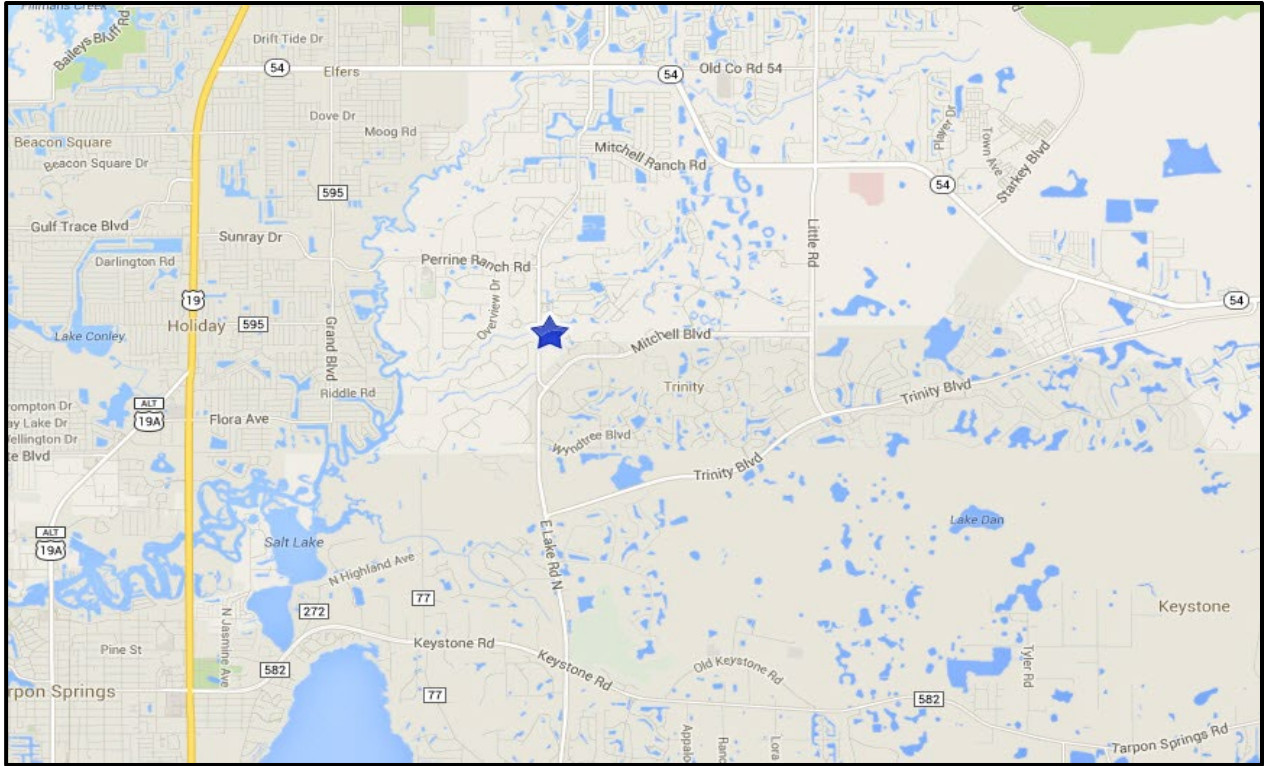 Baileys Bluff Rd
Drift Tide Dr
54
Elfers
54
Old Co Rd 54
Dove Dr
Moog Rd
Beacon Square
Beacon Square Dr
Mitchell Ranch Rd
Player Dr
Town Ave
Starkey Blvd
54
595
Gulf Trace Blvd
Sunray Dr
Little Rd
Darlington Rd
Perrine Ranch Rd
Overview Dr
19
54
Holiday
595
Lake Conley
Grand Blvd
Mitchell Blvd
Trinity
Riddle Rd
Trinity Blvd
ALT
19A
Flora Ave
Wyndtree Blvd
Trinity Blvd
ALT
19A
Salt Lake
E Lake Rd N
Lake Dan
N Highland Ave
77
272
Keystone
N Jasmine Ave
Pine St
Keystone Rd
582
Keystone Rd
Old Keystone Rd
Tyler Rd
rpon Springs
77
582
Tarpon Springs Rd
Lora